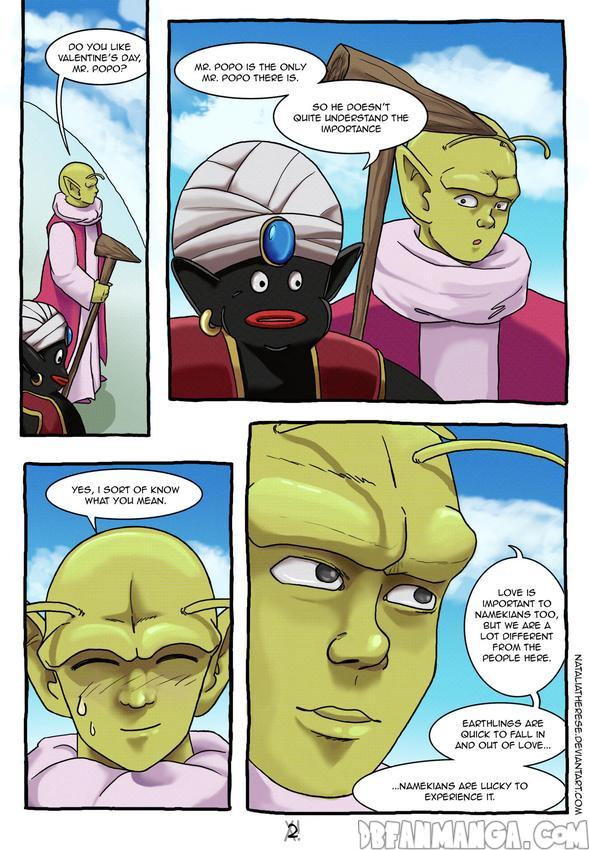 DO YOU LIKE
VALENTINE'S DAY,
MR. POPO?
MR. POPO IS THE ONLY
MR. POPO THERE IS.
SO HE DOESN'T
QUITE UNDERSTAND THE
IMPORTANCE
YES, I SORT OF KNOW
WHAT YOU MEAN.
LOVE IS
IMPORTANT TO
NAMEKIANS TOO,
BUT WE ARE A
LOT DIFFERENT
FROM THE
PEOPLE HERE.
EARTHLINGS ARE
QUICK TO FALL IN
AND OUT OF LOVE...
...NAMEKIANS ARE LUCKY TO
EXPERIENCE IT.
NATALIATHERESE.DEVIANTART.COM
2
DBFANMANGA.COM